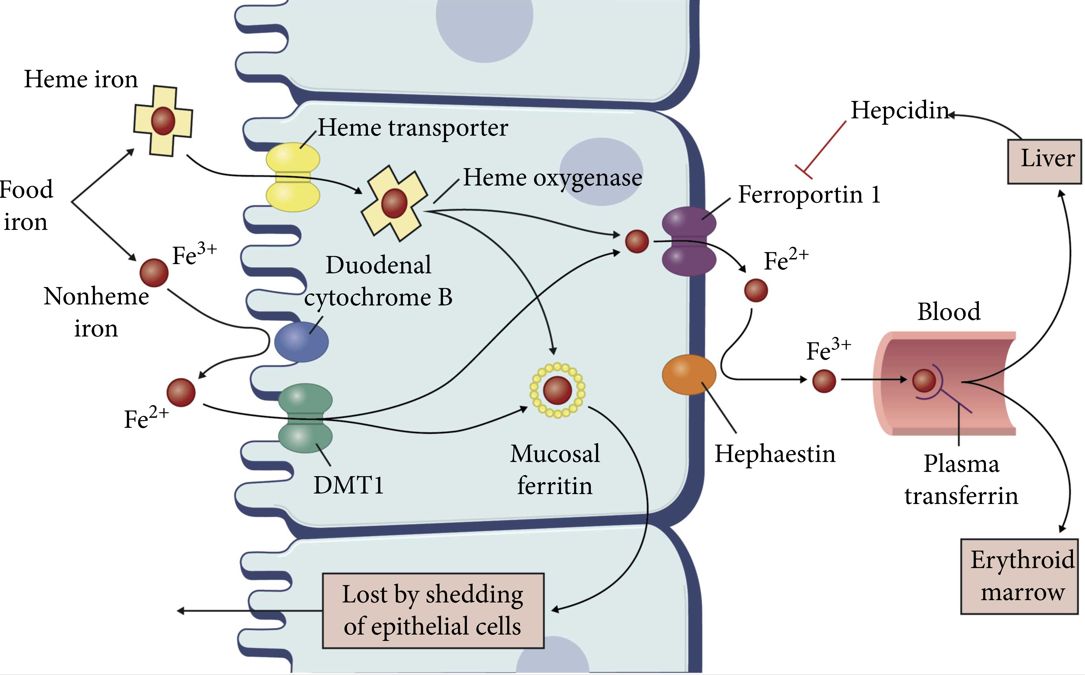 Heme iron
Food
iron
Fe3+
Nonheme
iron
Fe2+
Heme transporter
Heme oxygenase
Duodenal
cytochrome B
DMT1
Mucosal
ferritin
Lost by shedding
of epithelial cells
Hepcidin
Liver
Ferroportin 1
Fe2+
Hephaestin
Fe3+
Blood
Plasma
transferrin
Erythroid
marrow